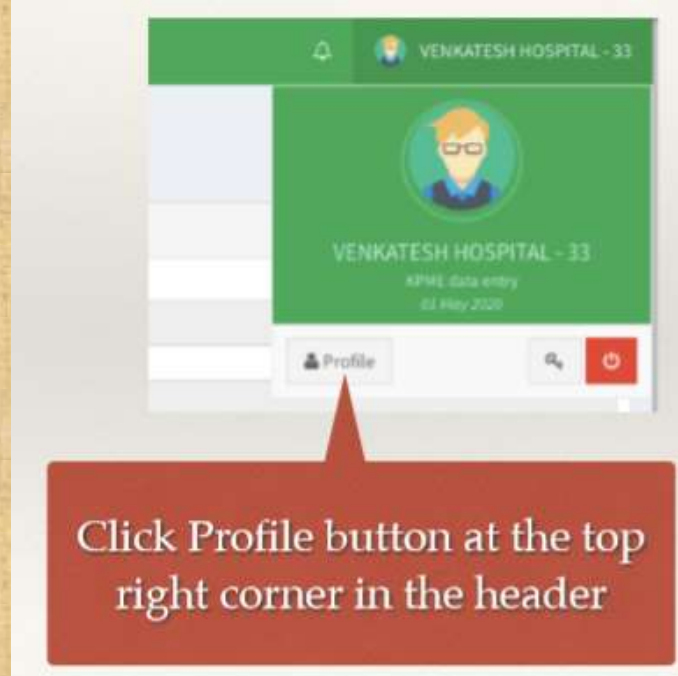 VENKATESH HOSPITAL - 33
VENKATESH HOSPITAL - 33
KPME data entry
01 May 2020
Profile
Click Profile button at the top
right corner in the header